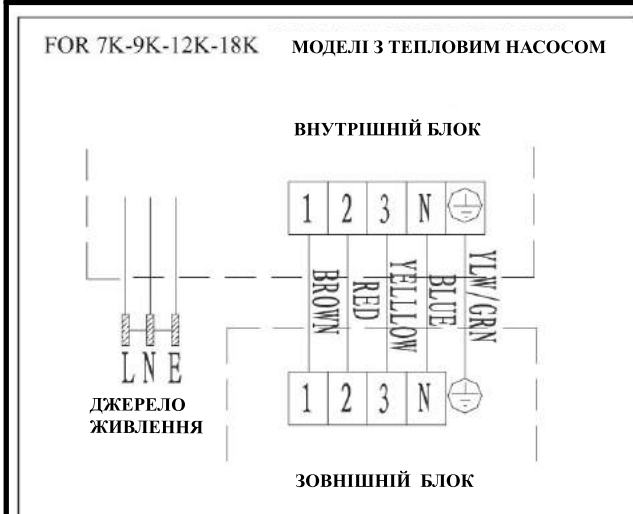 FOR 7K-9K-12K-18K МОДЕЛІ З ТЕПЛОВИМ НАСОСОМ
ВНУТРІШНІЙ БЛОК
1 2 3 N
BROWN
RED
YELLLOW
BLUE
YLW/GRN
L N E
1 2 3 N
ДЖЕРЕЛО
ЖИВЛЕННЯ
ЗОВНІШНІЙ БЛОК